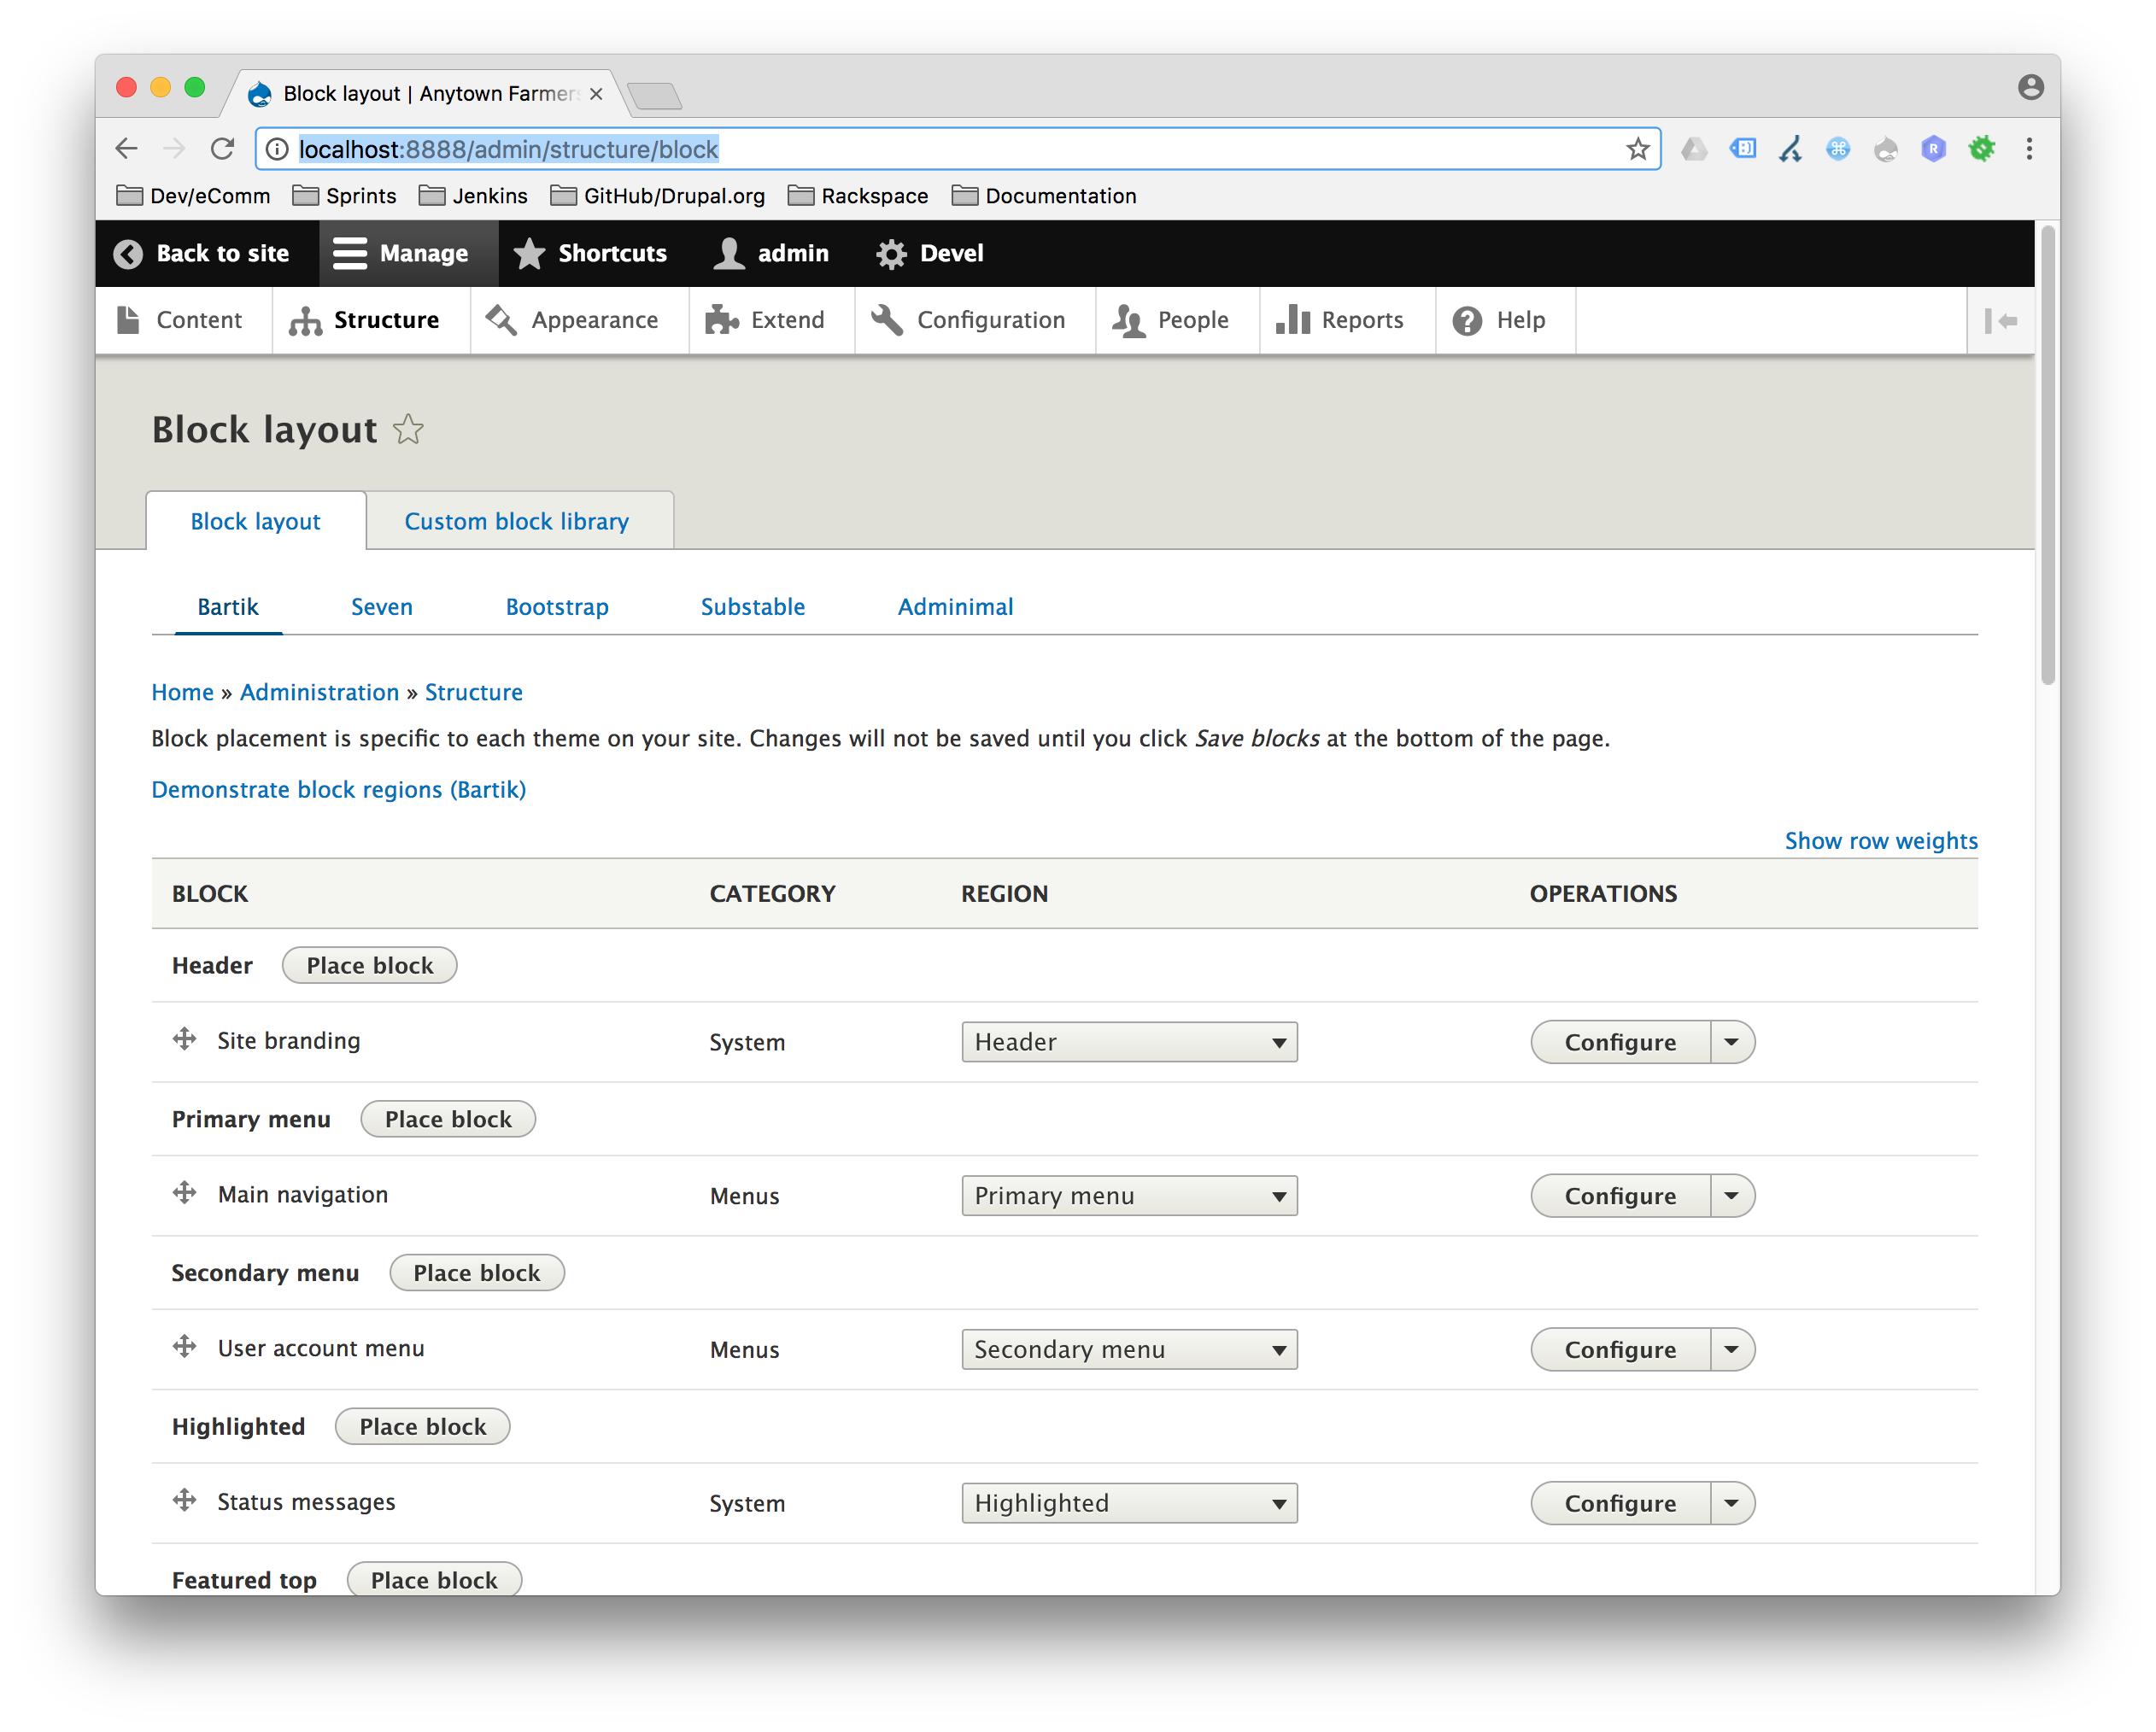 Block layout | Anytown Farmers
localhost:8888/admin/structure/block
Dev/eComm Sprints Jenkins GitHub/Drupal.org Rackspace Documentation
Back to site Manage Shortcuts admin Devel
Content Structure Appearance Extend Configuration People Reports Help
Block layout
Block layout Custom block library
Bartik Seven Bootstrap Substable Adminimal
Home » Administration » Structure
Block placement is specific to each theme on your site. Changes will not be saved until you click Save blocks at the bottom of the page.
Demonstrate block regions (Bartik)
Show row weights
BLOCK CATEGORY REGION OPERATIONS
Header Place block
Site branding System Header Configure
Primary menu Place block
Main navigation Menus Primary menu Configure
Secondary menu Place block
User account menu Menus Secondary menu Configure
Highlighted Place block
Status messages System Highlighted Configure
Featured top Place block